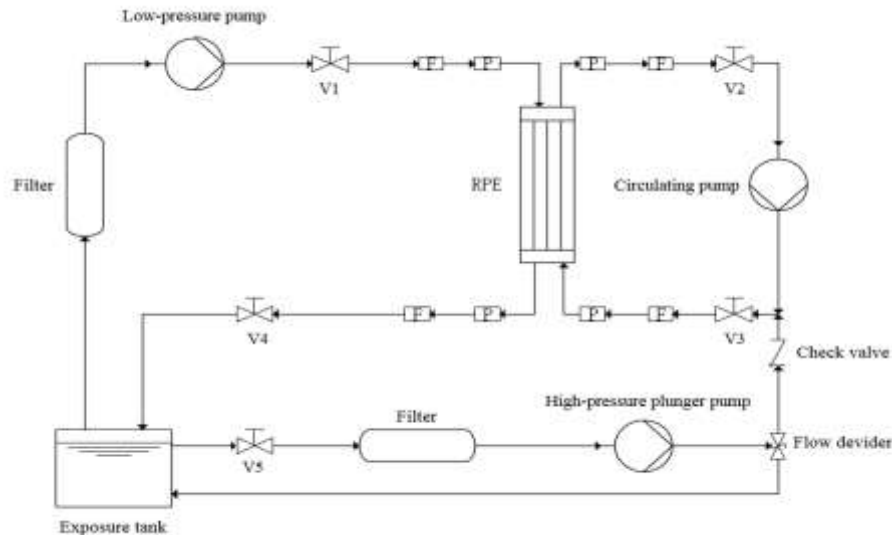 Low-pressure pump
F
P
P
F
V1
V2
Filter
RPE
Circulating pump
F
P
P
F
V4
V3
Check valve
High-pressure plunger pump
Filter
Flow devider
V5
Exposure tank